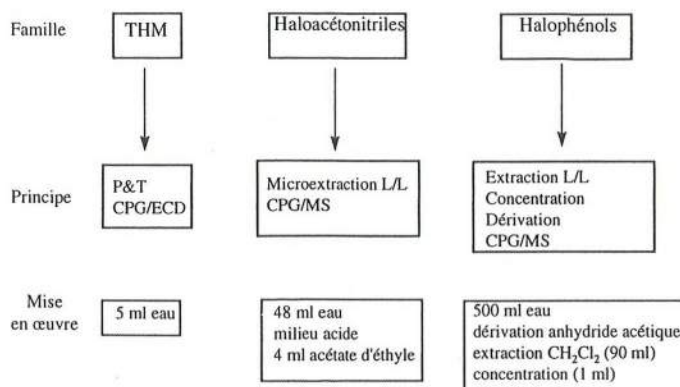 Famille
THM
Haloacétonitriles
Halophénols
Principe
P&T
CPG/ECD
Microextraction L/L
CPG/MS
Extraction L/L
Concentration
Dérivation
CPG/MS
Mise
en œuvre
5 ml eau
48 ml eau
milieu acide
4 ml acétate d'éthyle
500 ml eau
dérivation anhydride acétique
extraction CH₂Cl₂ (90 ml)
concentration (1 ml)